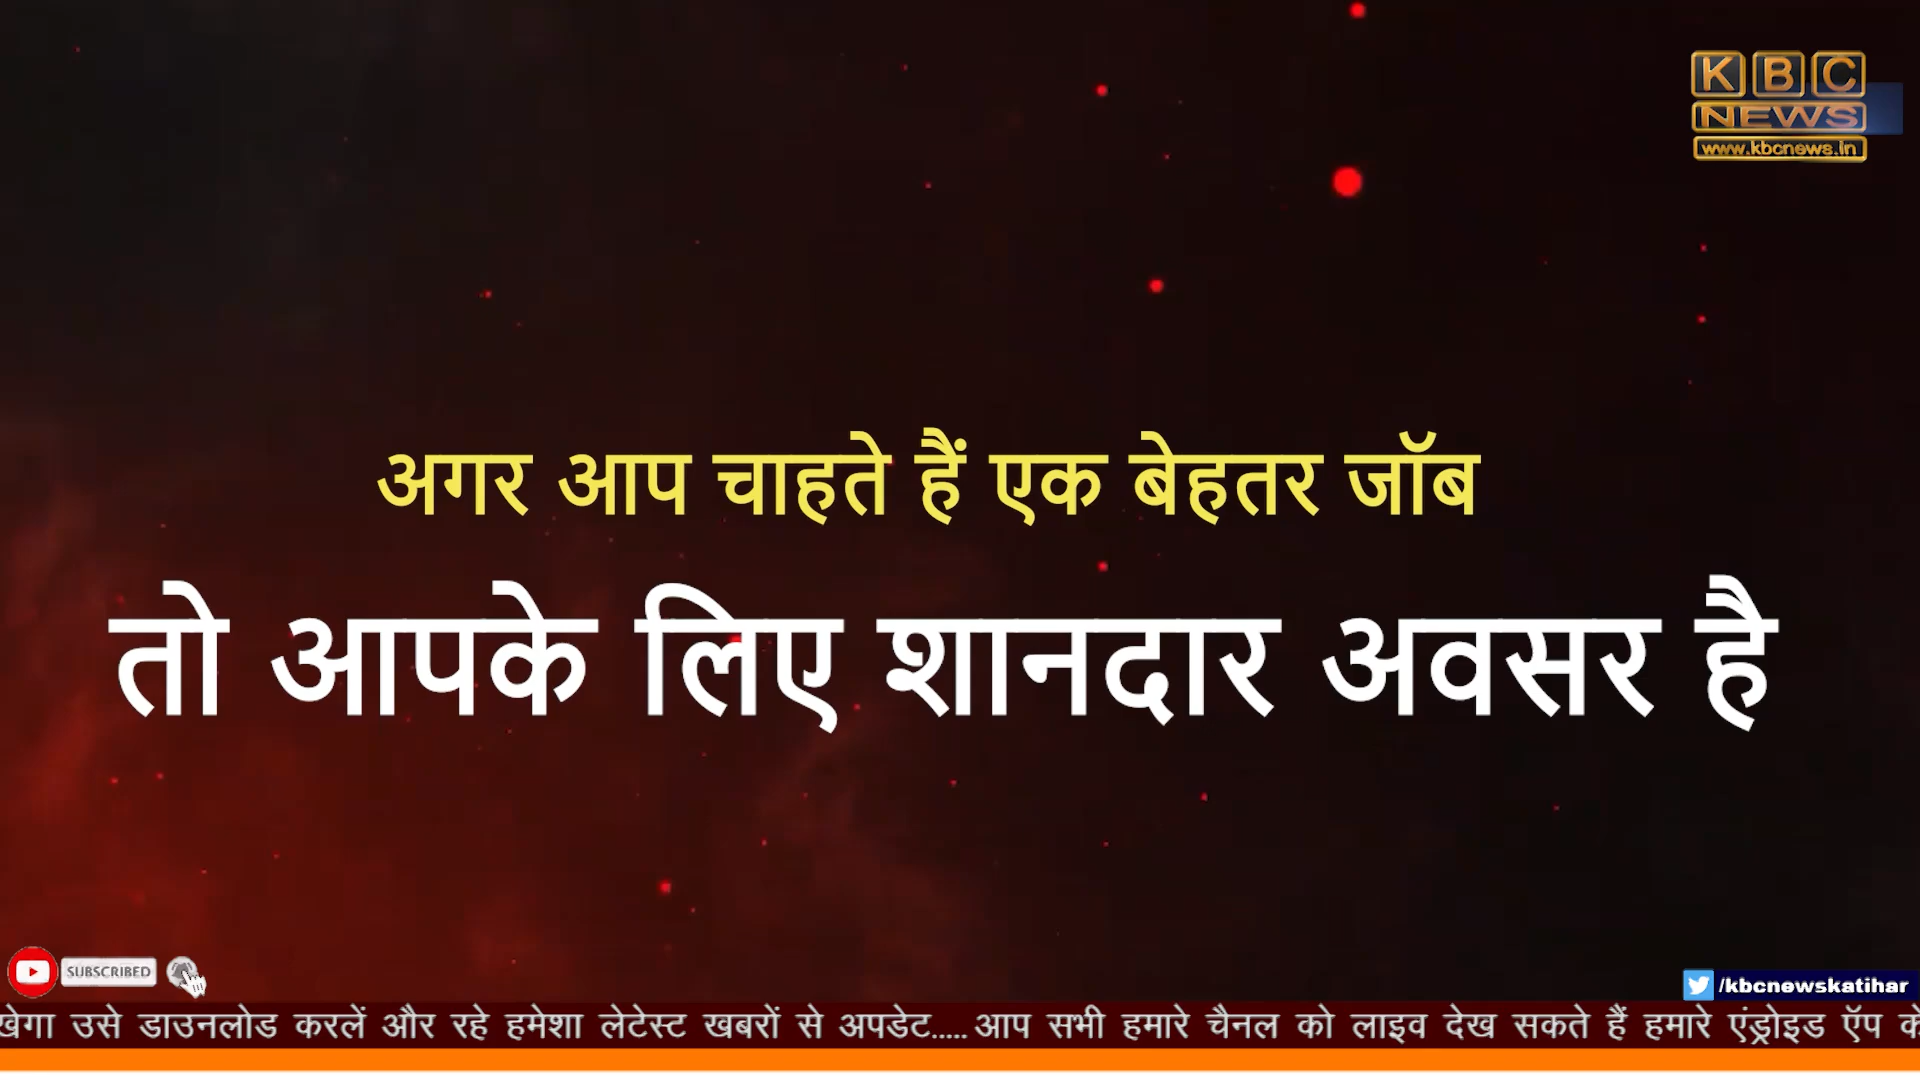 KBC
NEWS
www.kbcnews.in
अगर आप चाहते हैं एक बेहतर जॉब
तो आपके लिए शानदार अवसर है
SUBSCRIBED
/kbcnewskatihar
उसे डाउनलोड करलें और रहे हमेशा लेटेस्ट खबरों से अपडेट..... आप सभी हमारे चैनल को लाइव देख सकते हैं हमारे एंड्रोइड ऍप